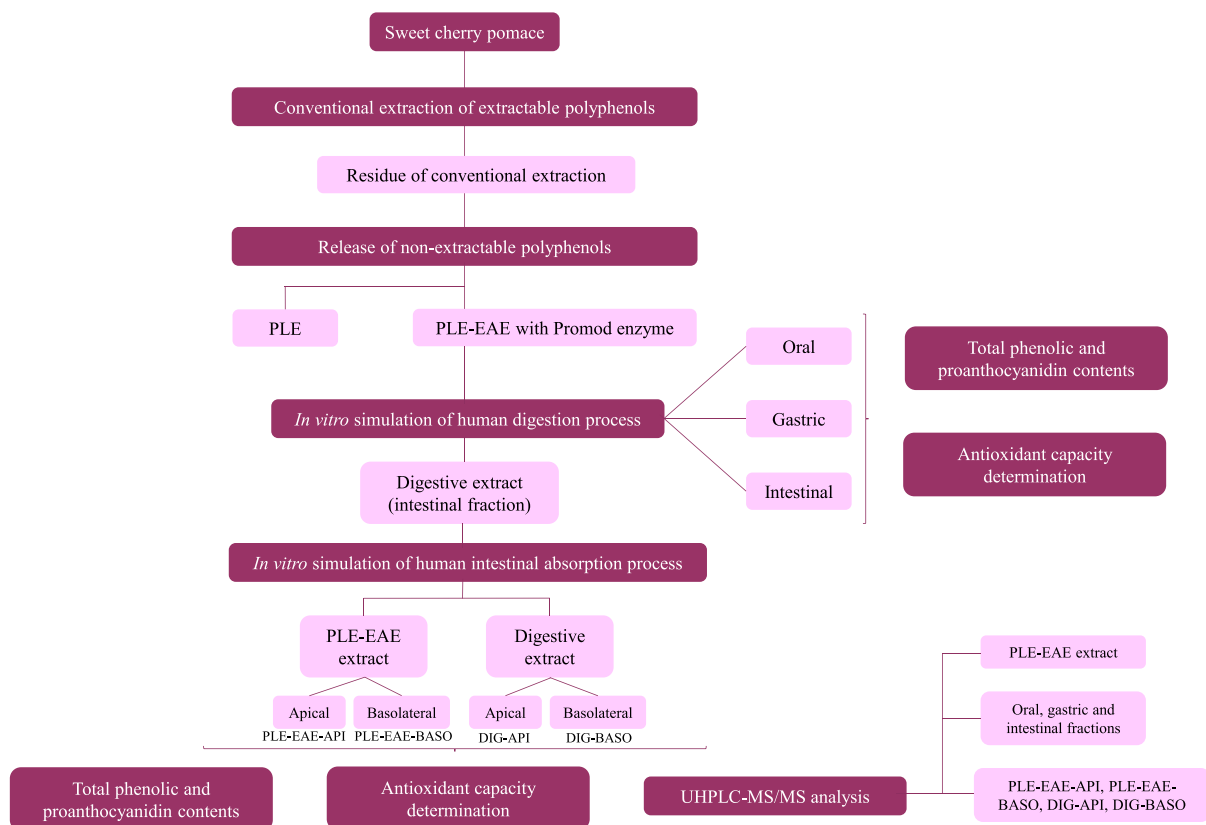 Sweet cherry pomace
Conventional extraction of extractable polyphenols
Residue of conventional extraction
Release of non-extractable polyphenols
PLE
PLE-EAE with Promod enzyme
Oral
Gastric
Intestinal
Total phenolic and
proanthocyanidin contents
Antioxidant capacity
determination
In vitro simulation of human digestion process
Digestive extract
(intestinal fraction)
In vitro simulation of human intestinal absorption process
PLE-EAE
extract
Digestive
extract
Apical
Basolateral
Apical
Basolateral
PLE-EAE-API
PLE-EAE-BASO
DIG-API
DIG-BASO
Total phenolic and
proanthocyanidin contents
Antioxidant capacity
determination
UHPLC-MS/MS analysis
PLE-EAE extract
Oral, gastric and
intestinal fractions
PLE-EAE-API, PLE-EAE-
BASO, DIG-API, DIG-BASO